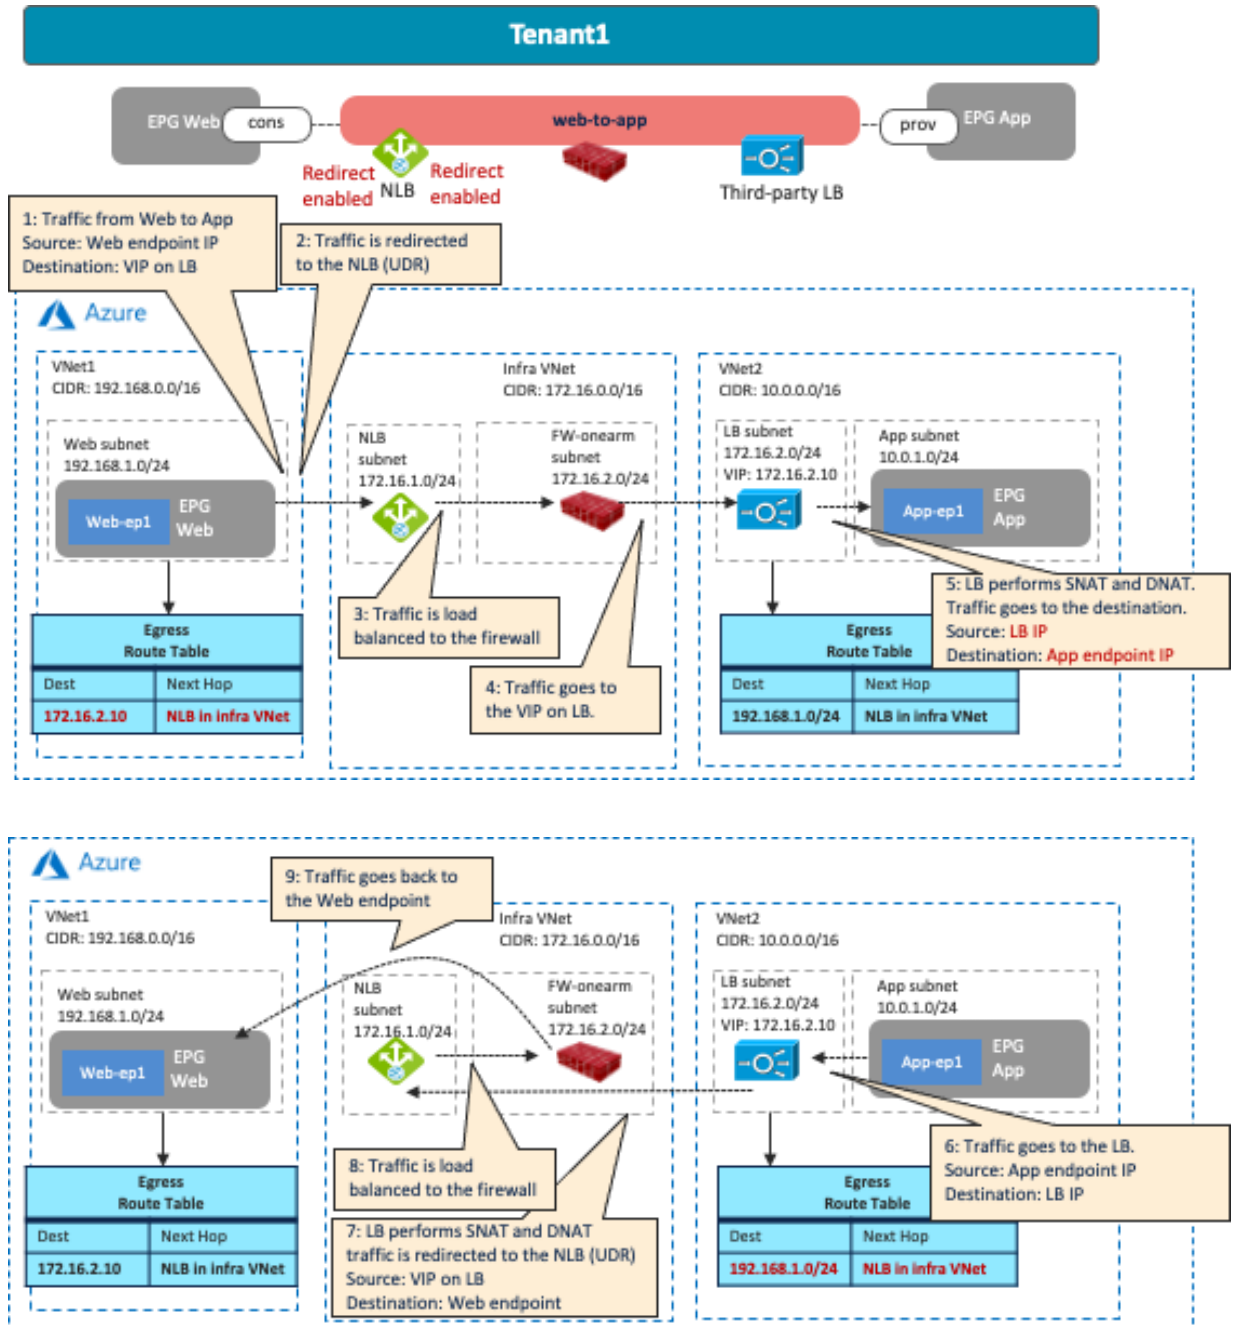 Tenant1
EPG Web
cons
web-to-app
prov
EPG App
Redirect
enabled
NLB
Redirect
enabled
Third-party LB
1: Traffic from Web to App
Source: Web endpoint IP
Destination: VIP on LB
2: Traffic is redirected
to the NLB (UDR)
Azure
VNet1
CIDR: 192.168.0.0/16
Infra VNet
CIDR: 172.16.0.0/16
VNet2
CIDR: 10.0.0.0/16
Web subnet
192.168.1.0/24
NLB
subnet
172.16.1.0/24
FW-onearm
subnet
172.16.2.0/24
LB subnet
172.16.2.0/24
VIP: 172.16.2.10
App subnet
10.0.1.0/24
Web-ep1
EPG
Web
App-ep1
EPG
App
3: Traffic is load
balanced to the firewall
4: Traffic goes to
the VIP on LB.
5: LB performs SNAT and DNAT.
Traffic goes to the destination.
Source: LB IP
Destination: App endpoint IP
Egress
Route Table
Dest
Next Hop
172.16.2.10
NLB in infra VNet
Egress
Route Table
Dest
Next Hop
192.168.1.0/24
NLB in infra VNet
Azure
9: Traffic goes back to
the Web endpoint
VNet1
CIDR: 192.168.0.0/16
Infra VNet
CIDR: 172.16.0.0/16
VNet2
CIDR: 10.0.0.0/16
Web subnet
192.168.1.0/24
NLB
subnet
172.16.1.0/24
FW-onearm
subnet
172.16.2.0/24
LB subnet
172.16.2.0/24
VIP: 172.16.2.10
App subnet
10.0.1.0/24
Web-ep1
EPG
Web
App-ep1
EPG
App
8: Traffic is load
balanced to the firewall
7: LB performs SNAT and DNAT
traffic is redirected to the NLB (UDR)
Source: VIP on LB
Destination: Web endpoint
6: Traffic goes to the LB.
Source: App endpoint IP
Destination: LB IP
Egress
Route Table
Dest
Next Hop
172.16.2.10
NLB in infra VNet
Egress
Route Table
Dest
Next Hop
192.168.1.0/24
NLB in infra VNet